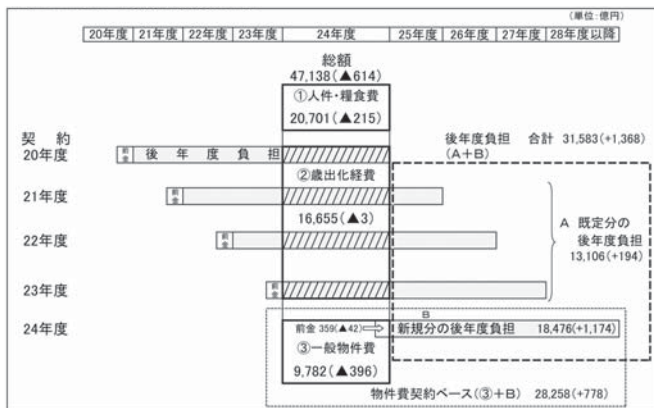 (単位:億円)
20年度 21年度 22年度 23年度 24年度 25年度 26年度 27年度 28年度以降
総額
47,138(▲614)
①人件・糧食費
20,701(▲215)
契約
後年度負担 合計 31,583(+1,368)
(A+B)
20年度
前金
後年度負担
②歳出化経費
21年度
前金
16,655(▲3)
A 既定分の
後年度負担
13,106(+194)
22年度
前金
23年度
前金
B
24年度
前金 359(▲42)
新規分の後年度負担 18,476(+1,174)
③一般物件費
9,782(▲396)
物件費契約ベース(③+B) 28,258(+778)